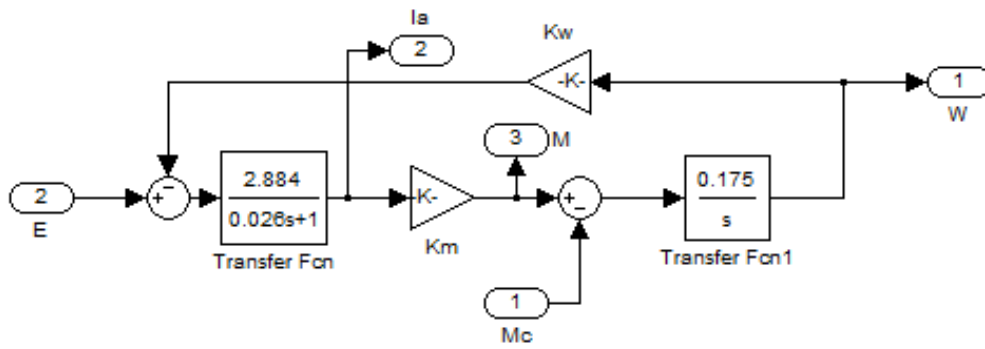 Ia
2
Kw
-K-
1
W
3
M
2
E
+
−
2.884
0.026s+1
Transfer Fcn
K-
Km
+
−
0.175
s
Transfer Fcn1
1
Mc